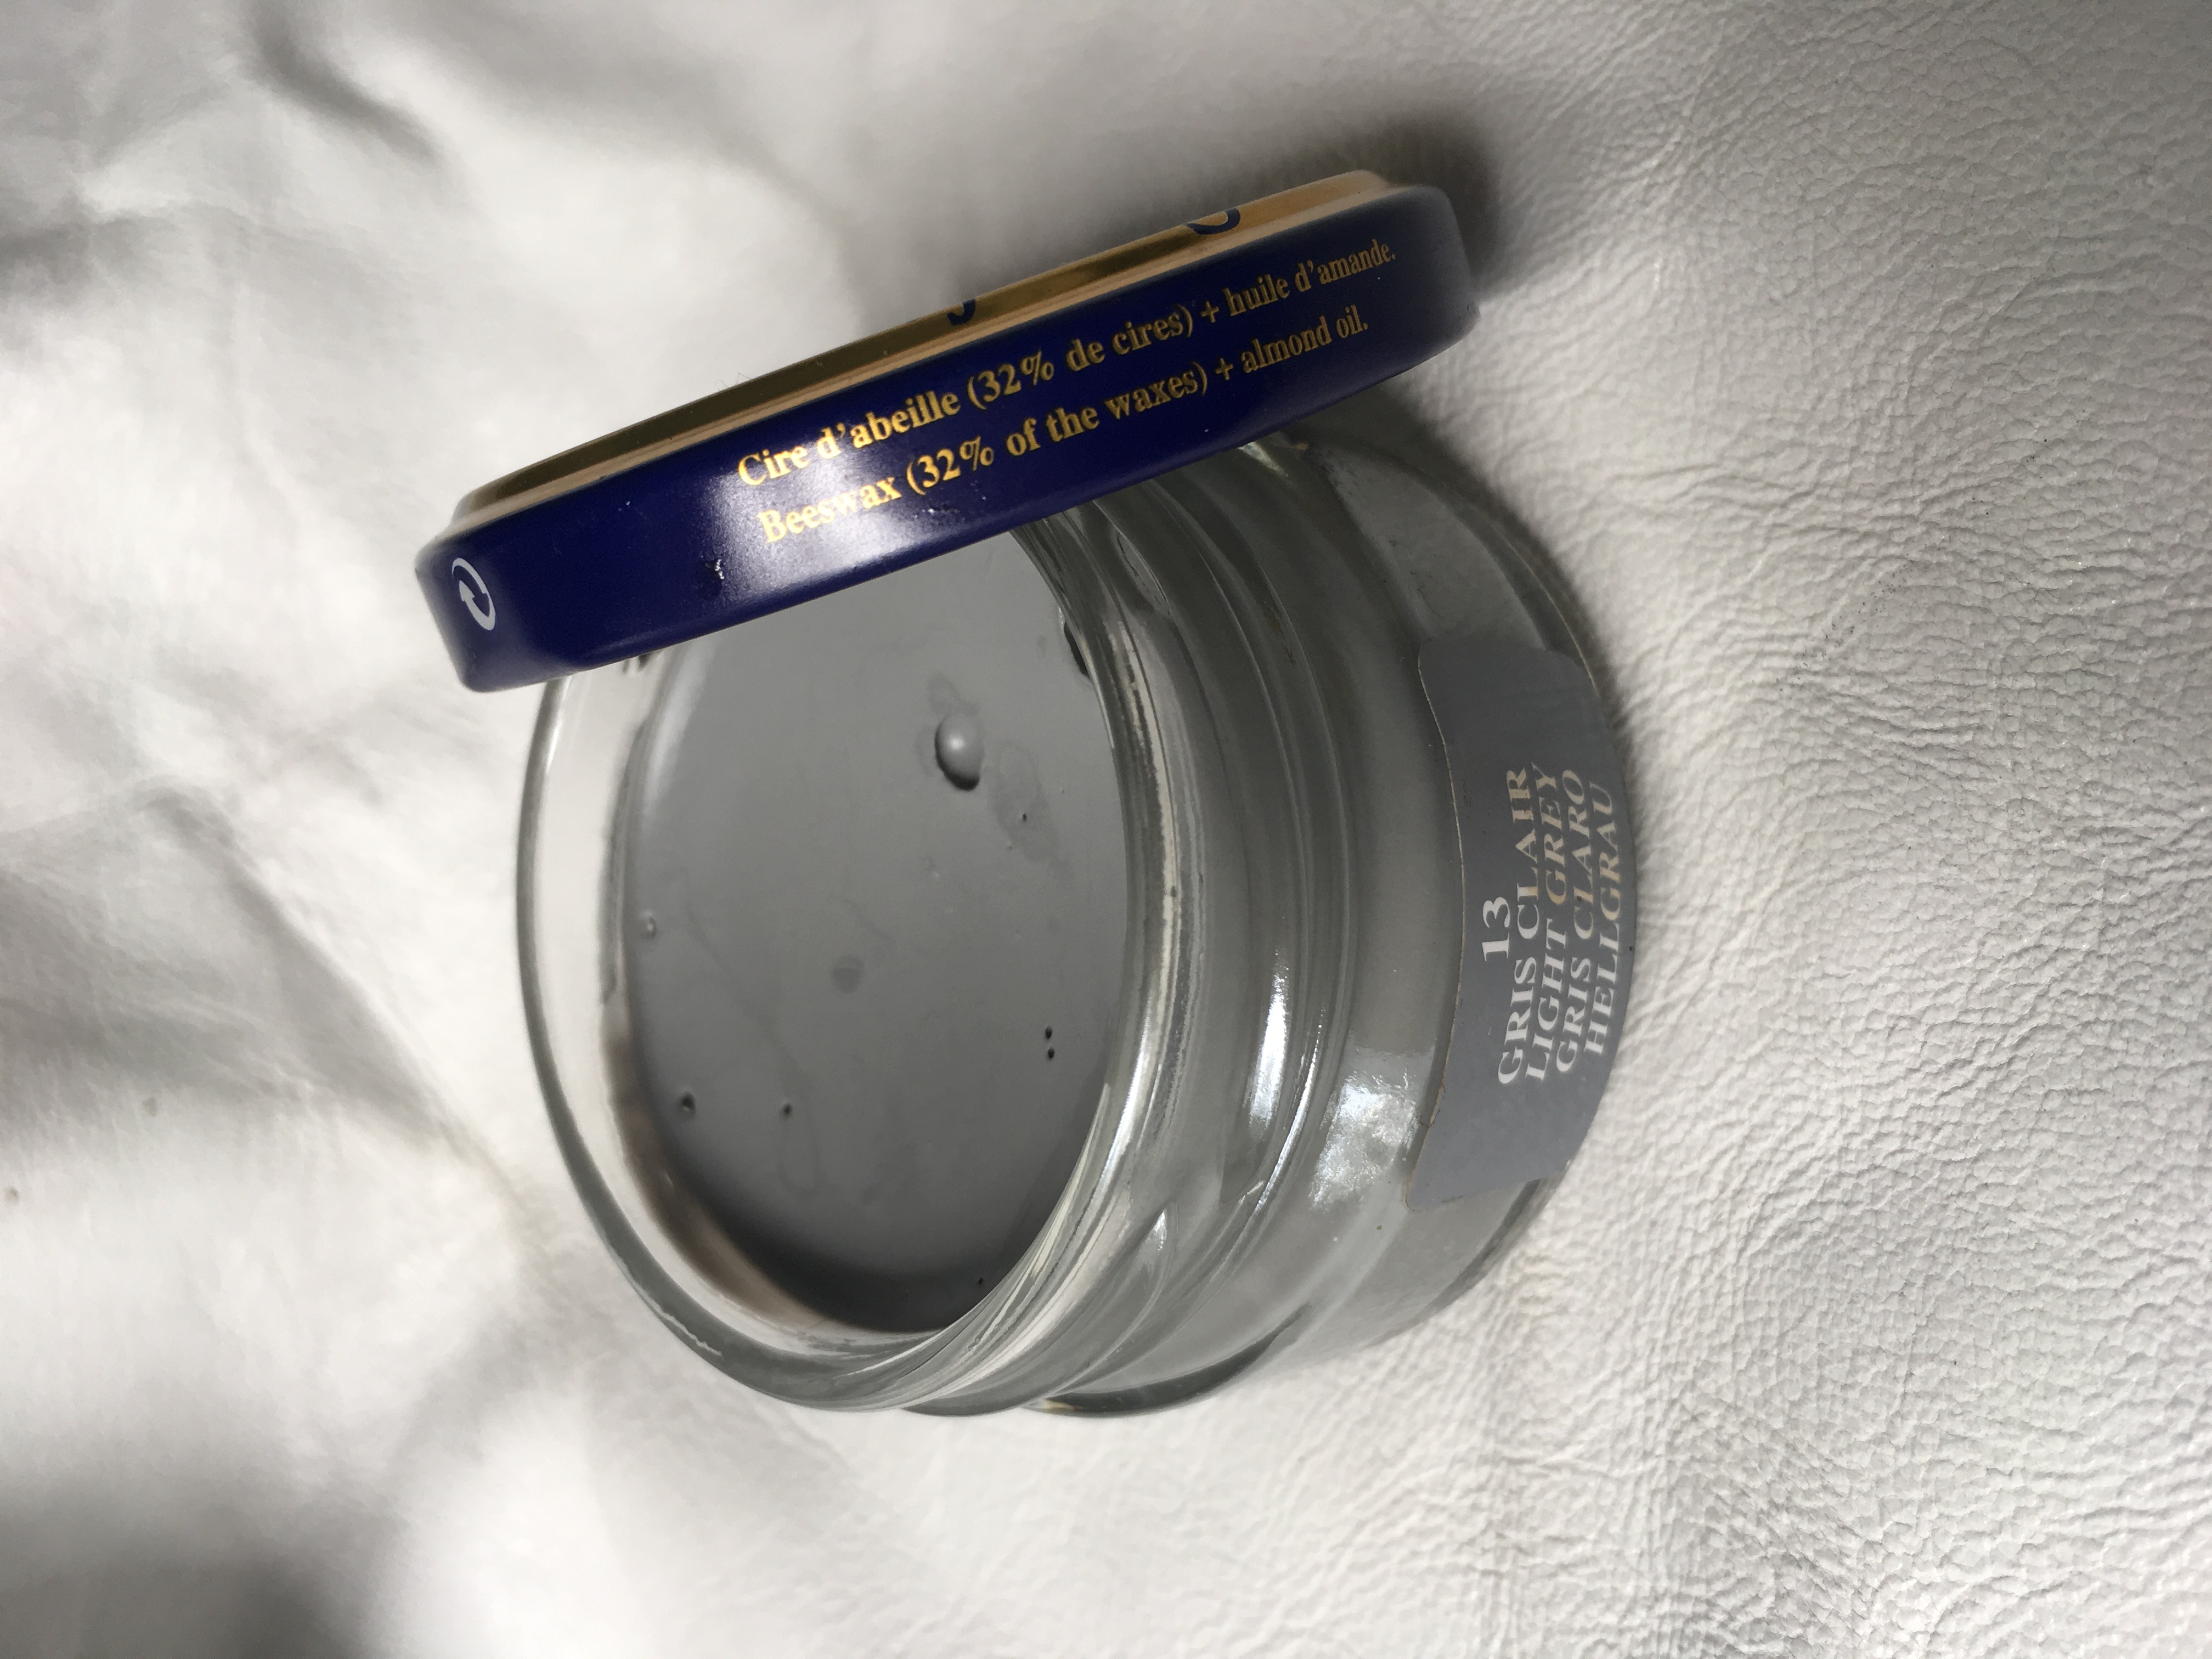 Cire d'abeille (32% de cires) + huile d'amande.
Beeswax (32% of the waxes) + almond oil.
13
GRIS CLAIR
LIGHT GREY
GRIS CLARO
HELLGRAU